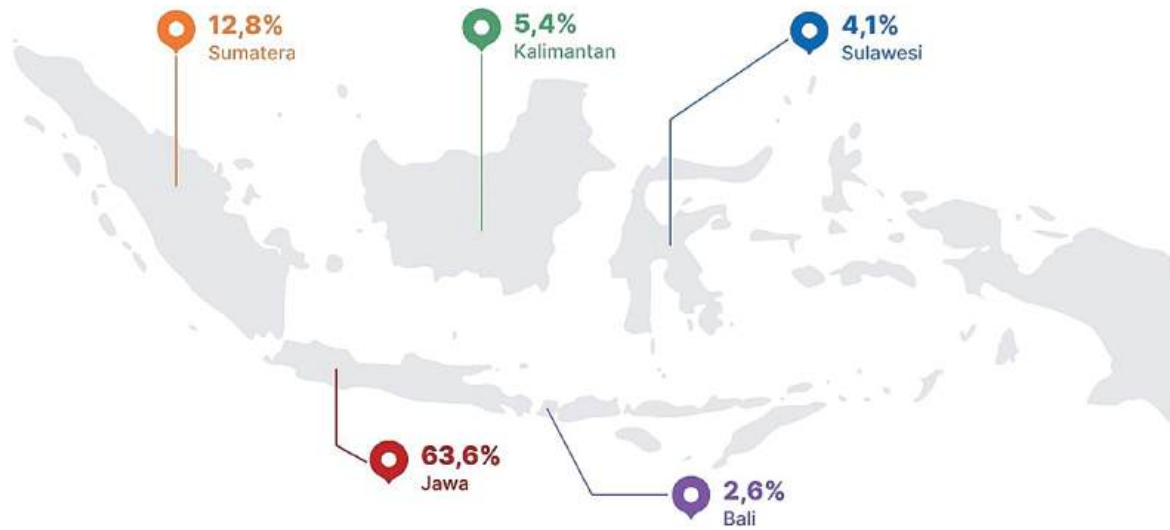 12,8%
Sumatera
5,4%
Kalimantan
4,1%
Sulawesi
63,6%
Jawa
2,6%
Bali